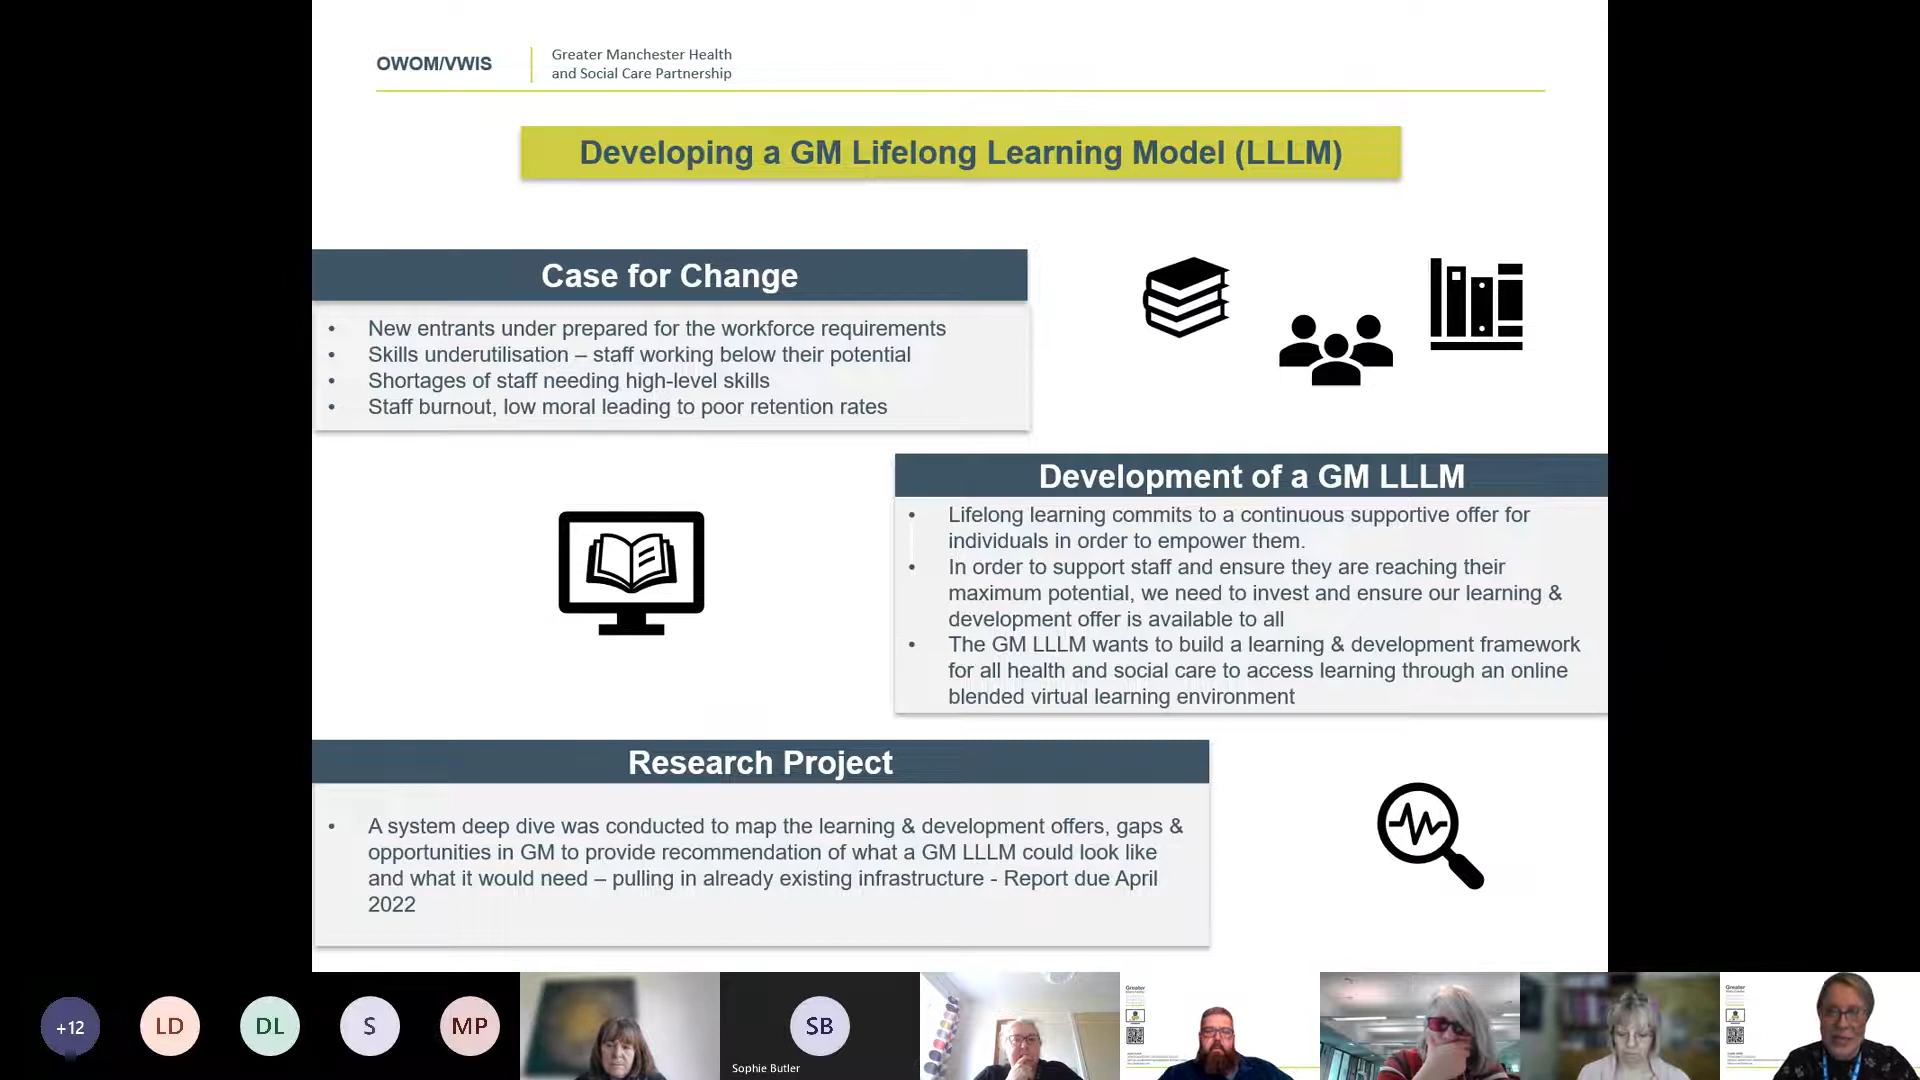 OWOM/VWIS
Greater Manchester Health
and Social Care Partnership
Developing a GM Lifelong Learning Model (LLLM)
Case for Change
• New entrants under prepared for the workforce requirements
• Skills underutilisation – staff working below their potential
• Shortages of staff needing high-level skills
• Staff burnout, low moral leading to poor retention rates
Development of a GM LLLM
• Lifelong learning commits to a continuous supportive offer for
individuals in order to empower them.
• In order to support staff and ensure they are reaching their
maximum potential, we need to invest and ensure our learning &
development offer is available to all
• The GM LLLM wants to build a learning & development framework
for all health and social care to access learning through an online
blended virtual learning environment
Research Project
• A system deep dive was conducted to map the learning & development offers, gaps &
opportunities in GM to provide recommendation of what a GM LLLM could look like
and what it would need – pulling in already existing infrastructure - Report due April
2022
+12
LD
DL
S
MP
SB
Sophie Butler
Greater
Greater